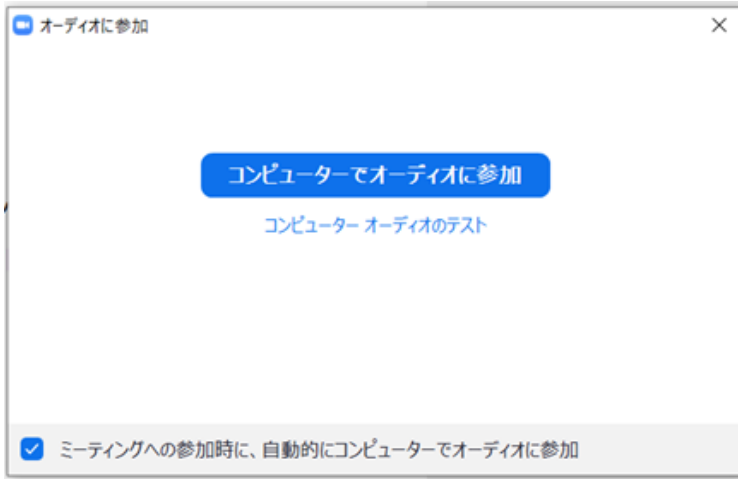 オーディオに参加
コンピューターでオーディオに参加
コンピューター オーディオのテスト
ミーティングへの参加時に、自動的にコンピューターでオーディオに参加